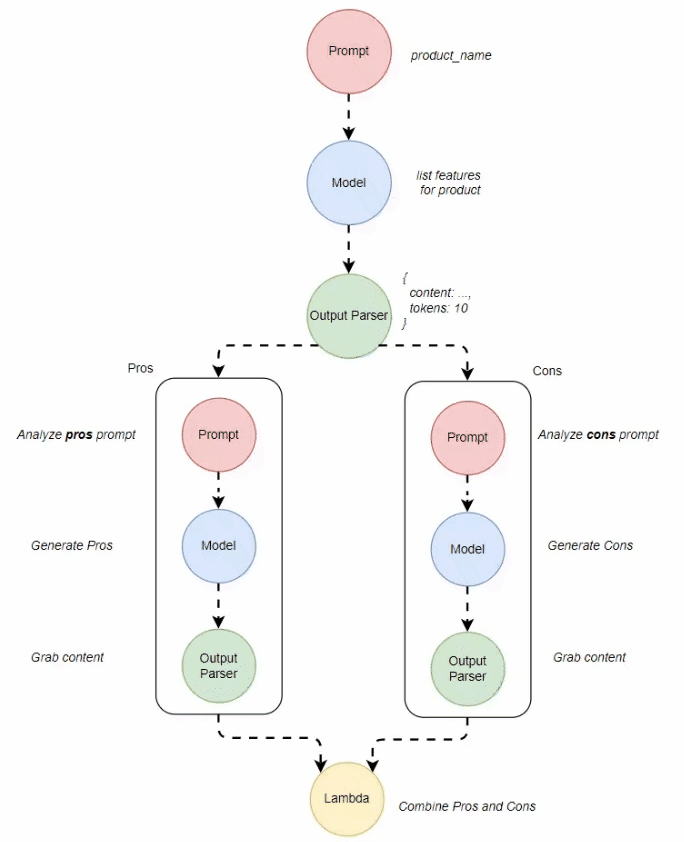 Prompt
product_name
Model
list features
for product
Output Parser
{
content: ...,
tokens: 10
}
Pros
Cons
Analyze pros prompt
Prompt
Prompt
Analyze cons prompt
Generate Pros
Model
Model
Generate Cons
Grab content
Output
Parser
Output
Parser
Grab content
Lambda
Combine Pros and Cons